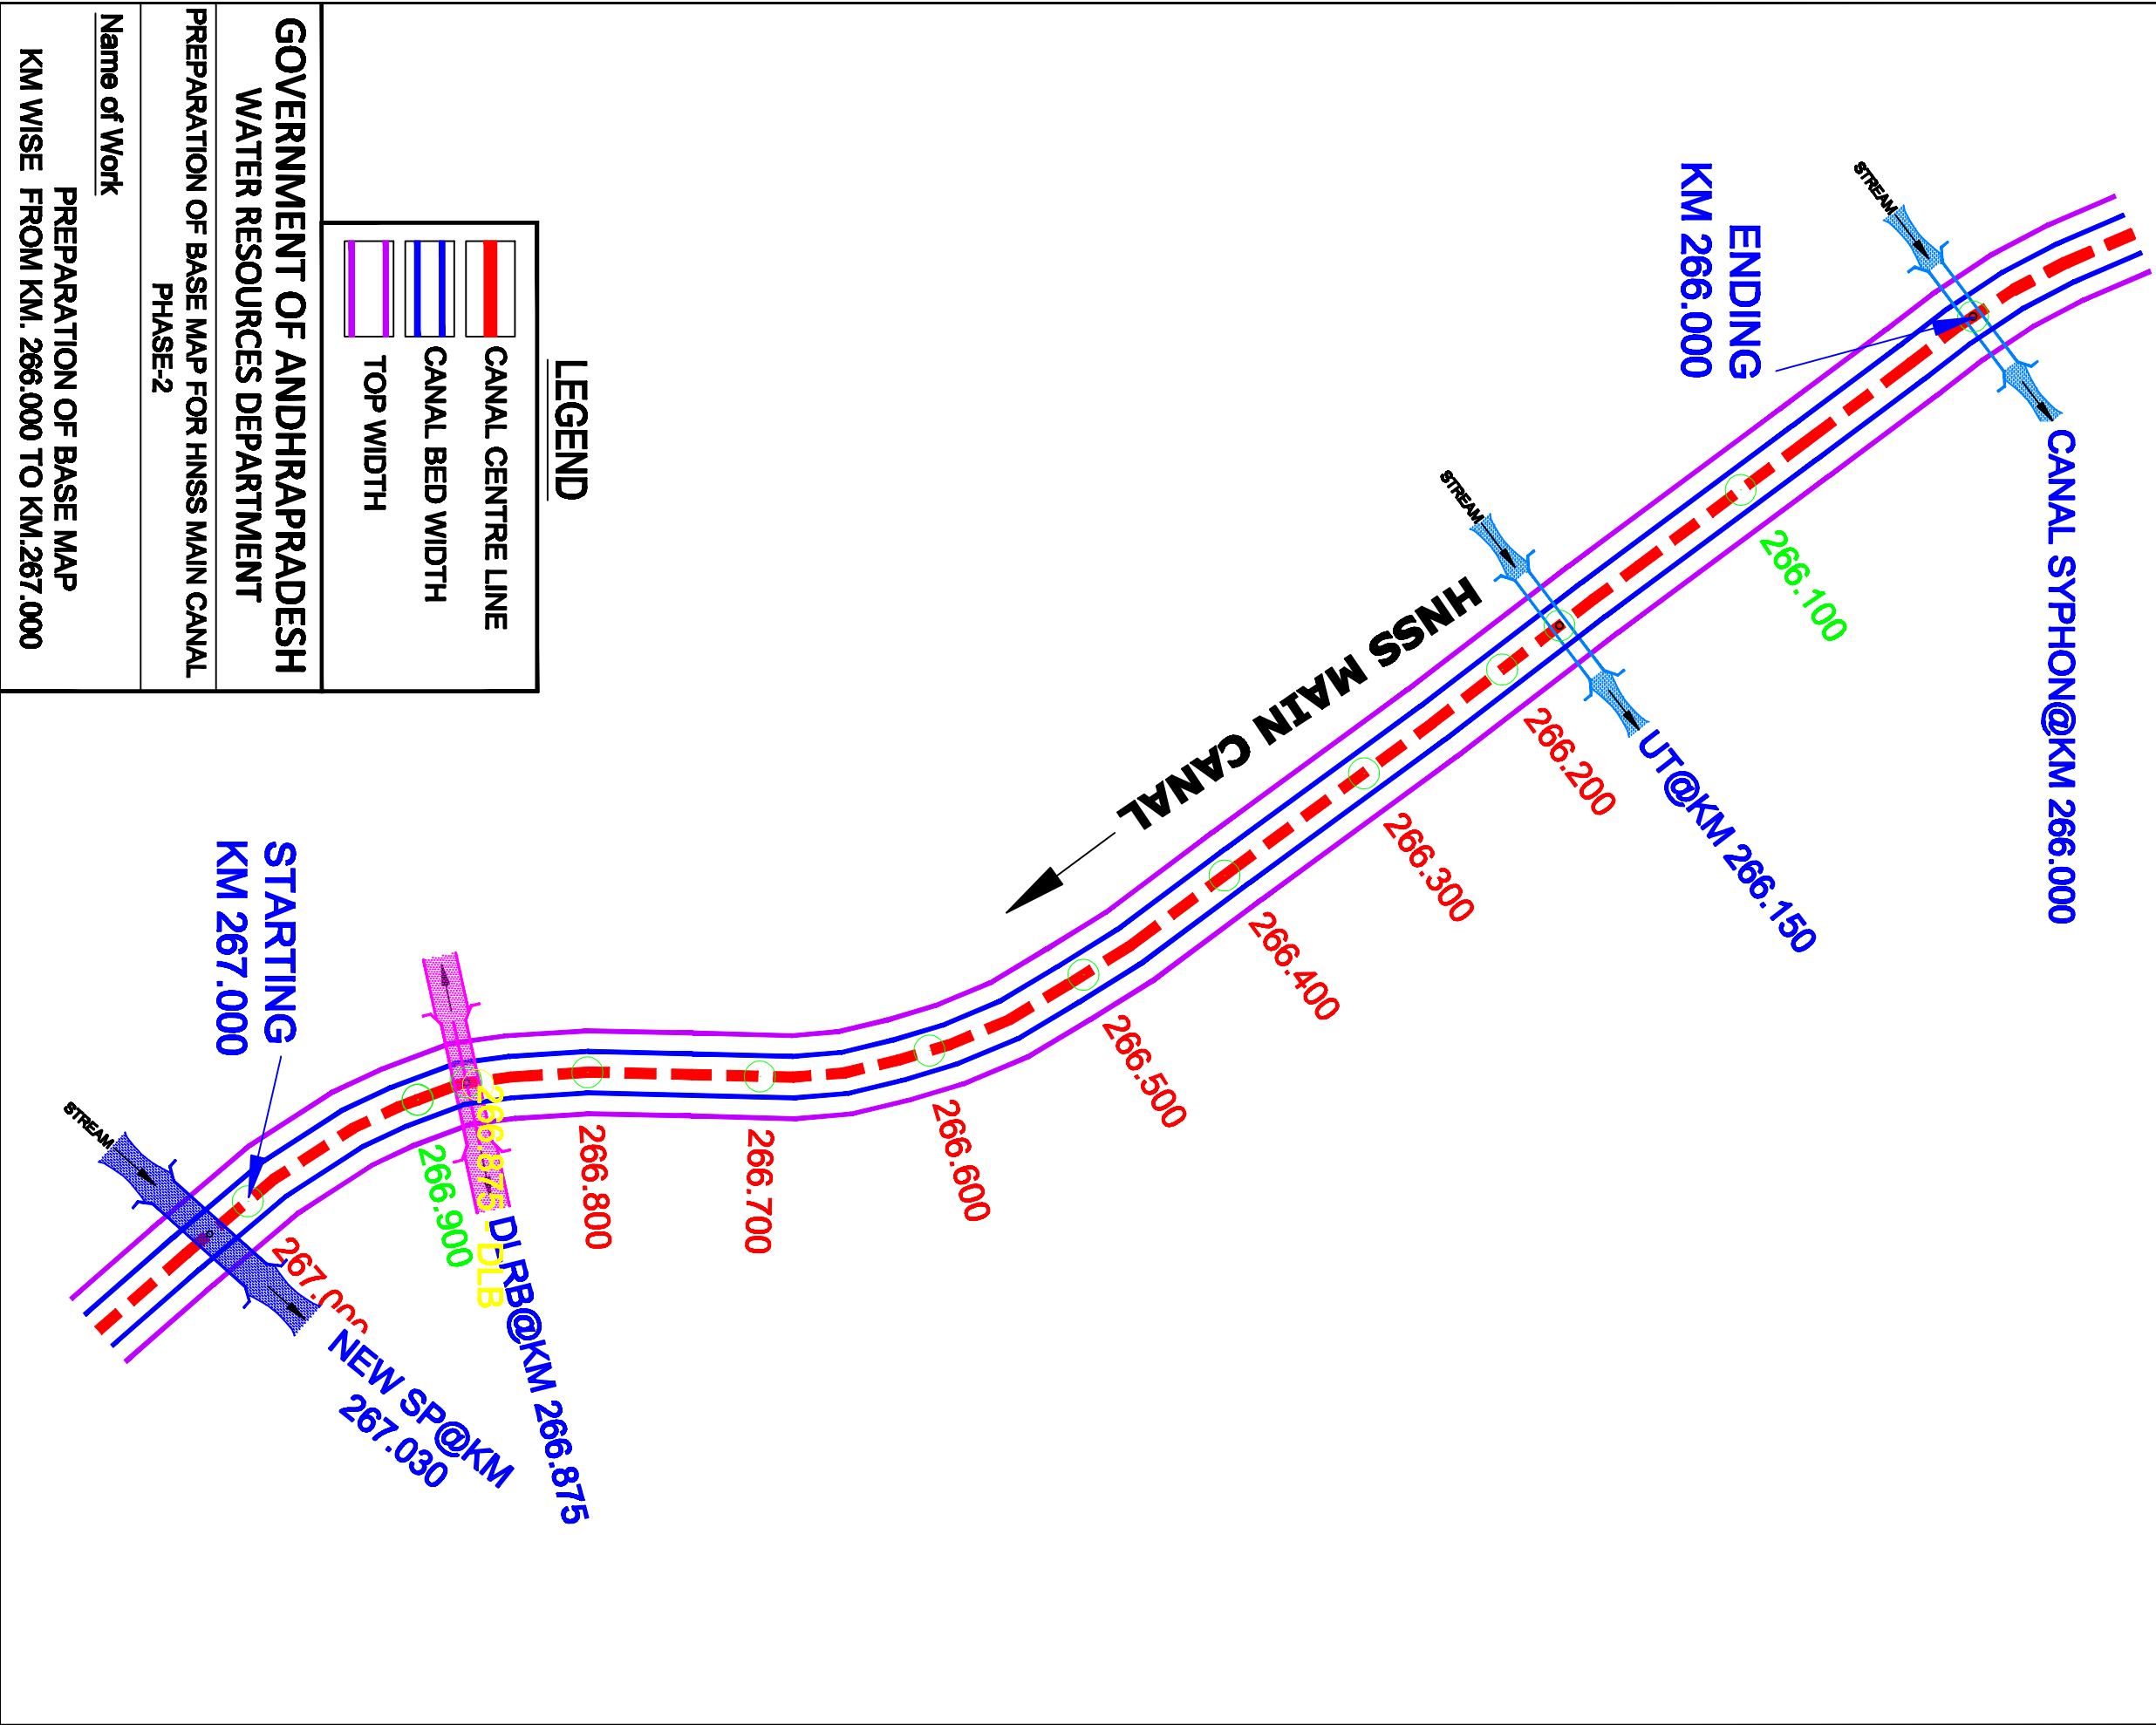 CANAL SYPHON@KM 266.000
STREAM
ENDING
KM 266.000
266.100
UT@KM 266.150
STREAM
266.200
HNSS MAIN CANAL
266.300
266.400
266.500
266.600
266.700
266.800
DLRB@KM 266.875
266.875-DLB
266.900
STARTING
KM 267.000
267.000
STREAM
NEW SP@KM
267.030
LEGEND
CANAL CENTRE LINE
CANAL BED WIDTH
TOP WIDTH
GOVERNMENT OF ANDHRAPRADESH
WATER RESOURCES DEPARTMENT
PREPARATION OF BASE MAP FOR HNSS MAIN CANAL
PHASE-2
Name of Work
PREPARATION OF BASE MAP
KM WISE FROM KM. 266.000 TO KM.267.000